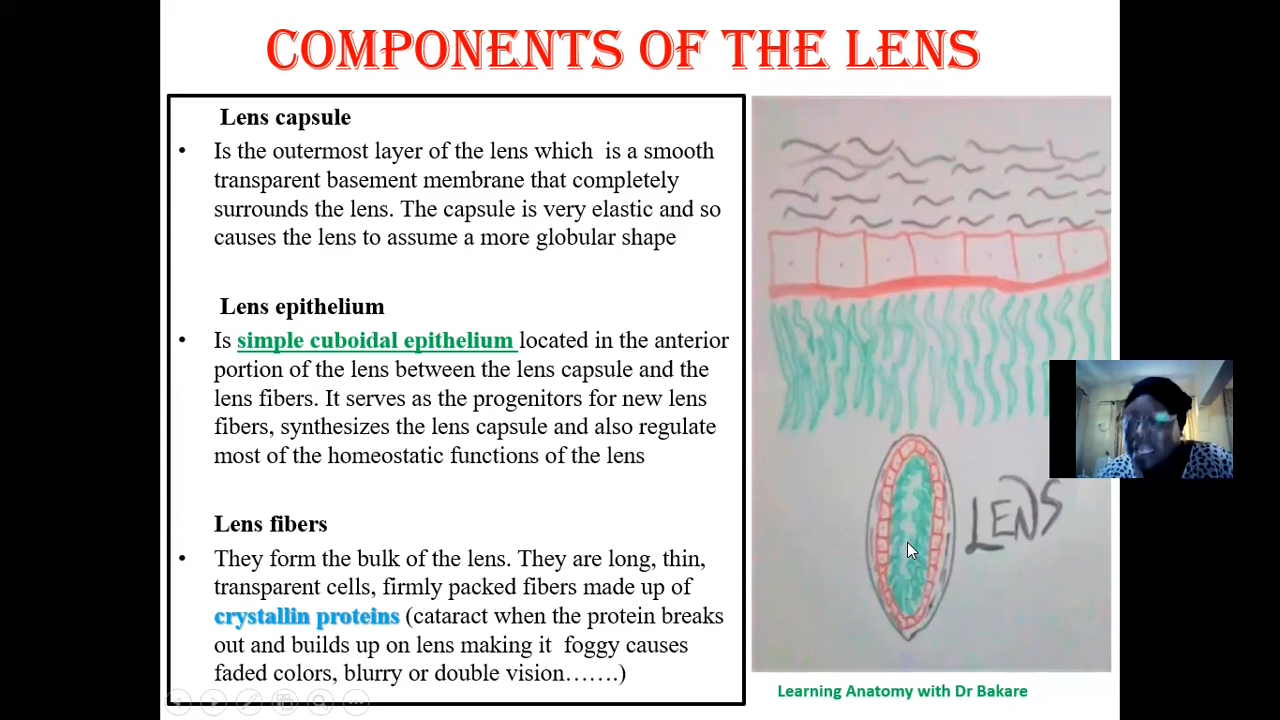 COMPONENTS OF THE LENS
Lens capsule
• Is the outermost layer of the lens which is a smooth
transparent basement membrane that completely
surrounds the lens. The capsule is very elastic and so
causes the lens to assume a more globular shape
Lens epithelium
• Is simple cuboidal epithelium located in the anterior
portion of the lens between the lens capsule and the
lens fibers. It serves as the progenitors for new lens
fibers, synthesizes the lens capsule and also regulate
most of the homeostatic functions of the lens
Lens fibers
• They form the bulk of the lens. They are long, thin,
transparent cells, firmly packed fibers made up of
crystallin proteins (cataract when the protein breaks
out and builds up on lens making it foggy causes
faded colors, blurry or double vision…….)
LENS
Learning Anatomy with Dr Bakare